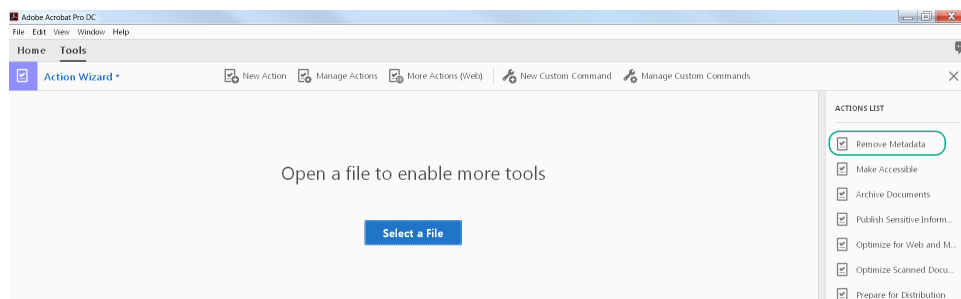 Adobe Acrobat Pro DC
File Edit View Window Help
Home Tools
Action Wizard New Action Manage Actions More Actions (Web) New Custom Command Manage Custom Commands
ACTIONS LIST
Remove Metadata
Make Accessible
Open a file to enable more tools
Archive Documents
Publish Sensitive Inform...
Select a File
Optimize for Web and M...
Optimize Scanned Docu...
Prepare for Distribution